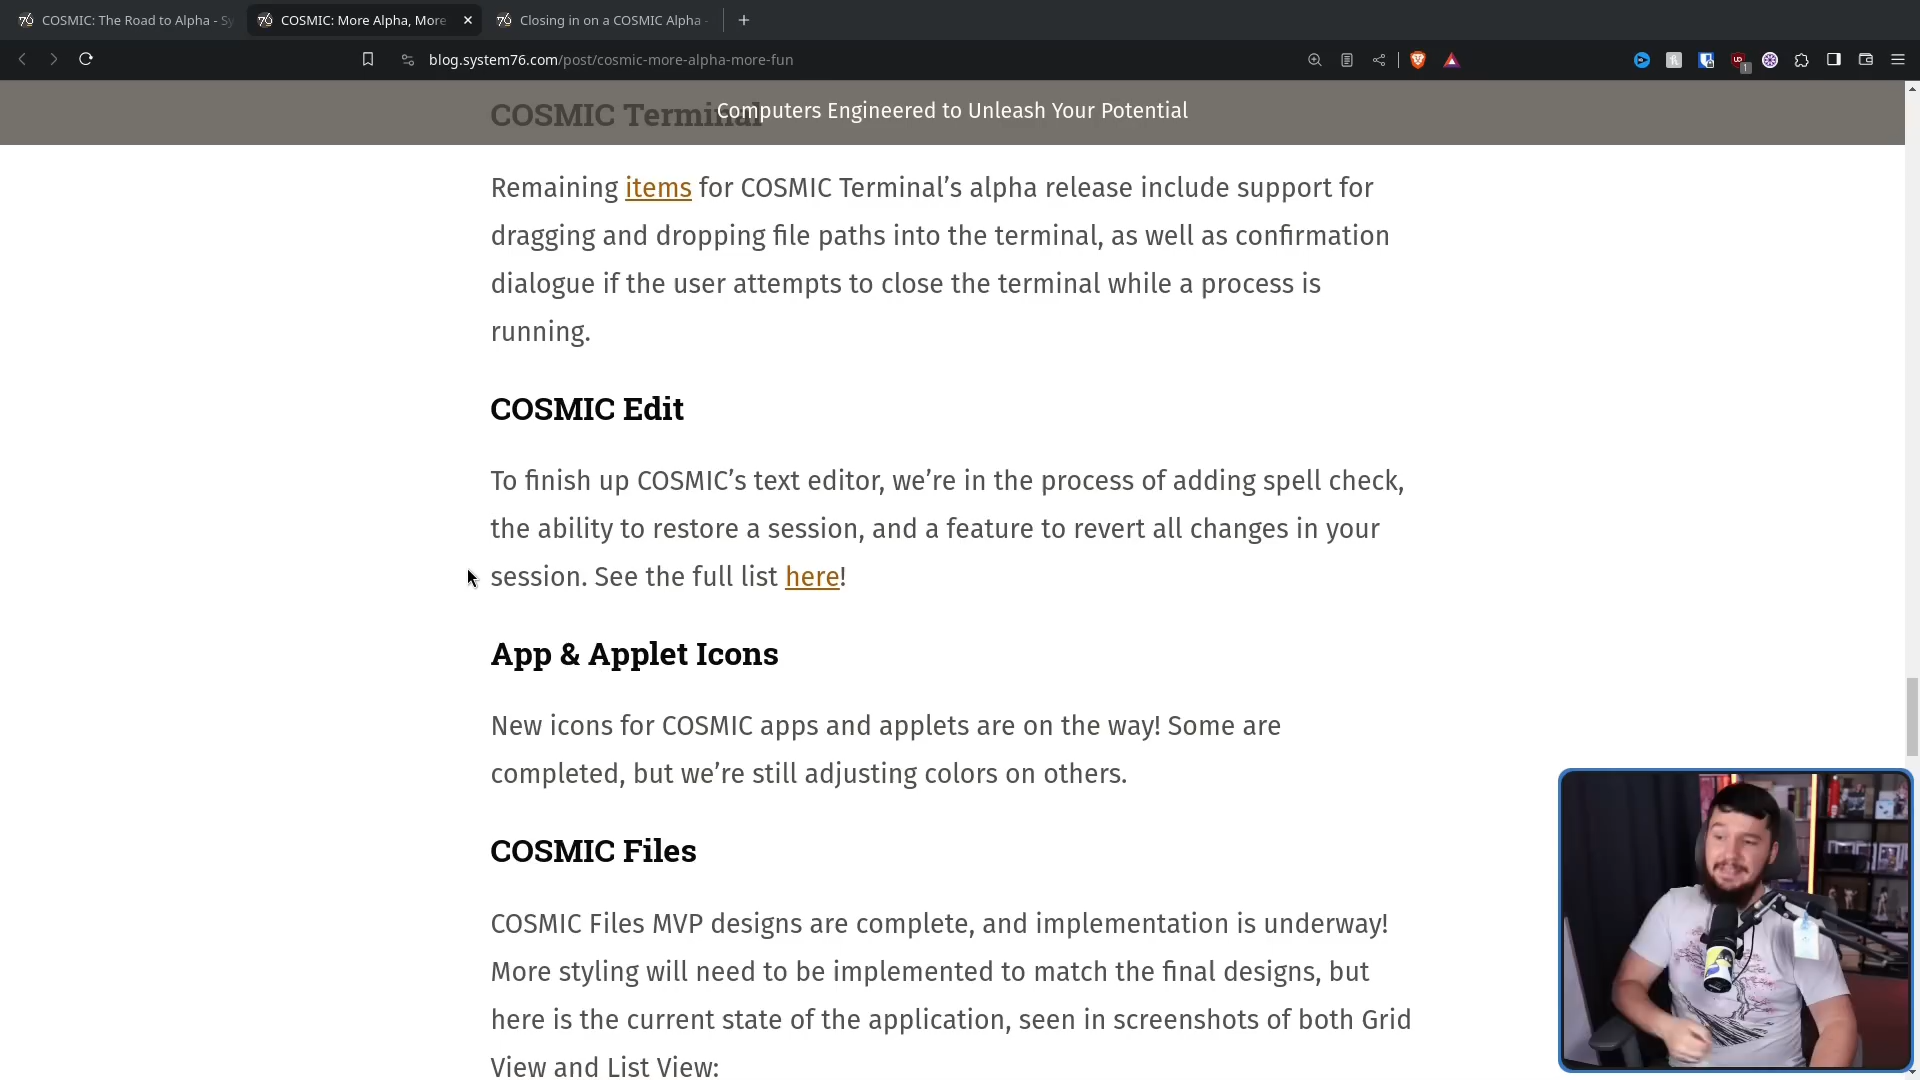 COSMIC: The Road to Alpha - Sy
COSMIC: More Alpha, More
Closing in on a COSMIC Alpha -
blog.system76.com/post/cosmic-more-alpha-more-fun
COSMIC Terminal
Computers Engineered to Unleash Your Potential
Remaining items for COSMIC Terminal’s alpha release include support for
dragging and dropping file paths into the terminal, as well as confirmation
dialogue if the user attempts to close the terminal while a process is
running.
COSMIC Edit
To finish up COSMIC’s text editor, we’re in the process of adding spell check,
the ability to restore a session, and a feature to revert all changes in your
session. See the full list here!
App & Applet Icons
New icons for COSMIC apps and applets are on the way! Some are
completed, but we’re still adjusting colors on others.
COSMIC Files
COSMIC Files MVP designs are complete, and implementation is underway!
More styling will need to be implemented to match the final designs, but
here is the current state of the application, seen in screenshots of both Grid
View and List View: